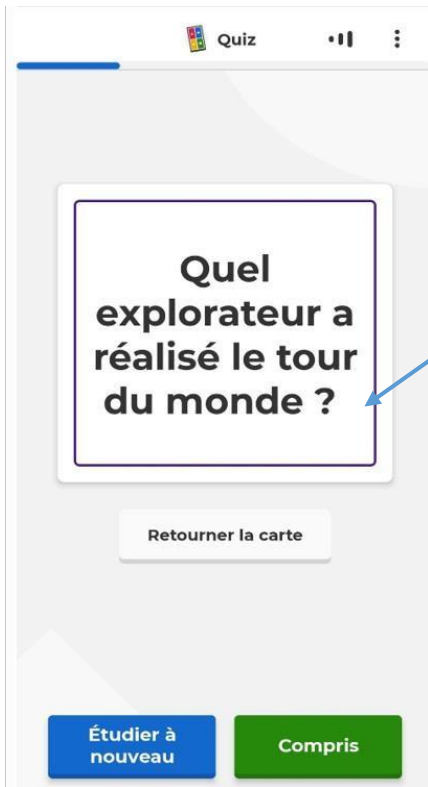 Quiz
Quel
explorateur a
réalisé le tour
du monde ?
Retourner la carte
Étudier à
nouveau
Compris